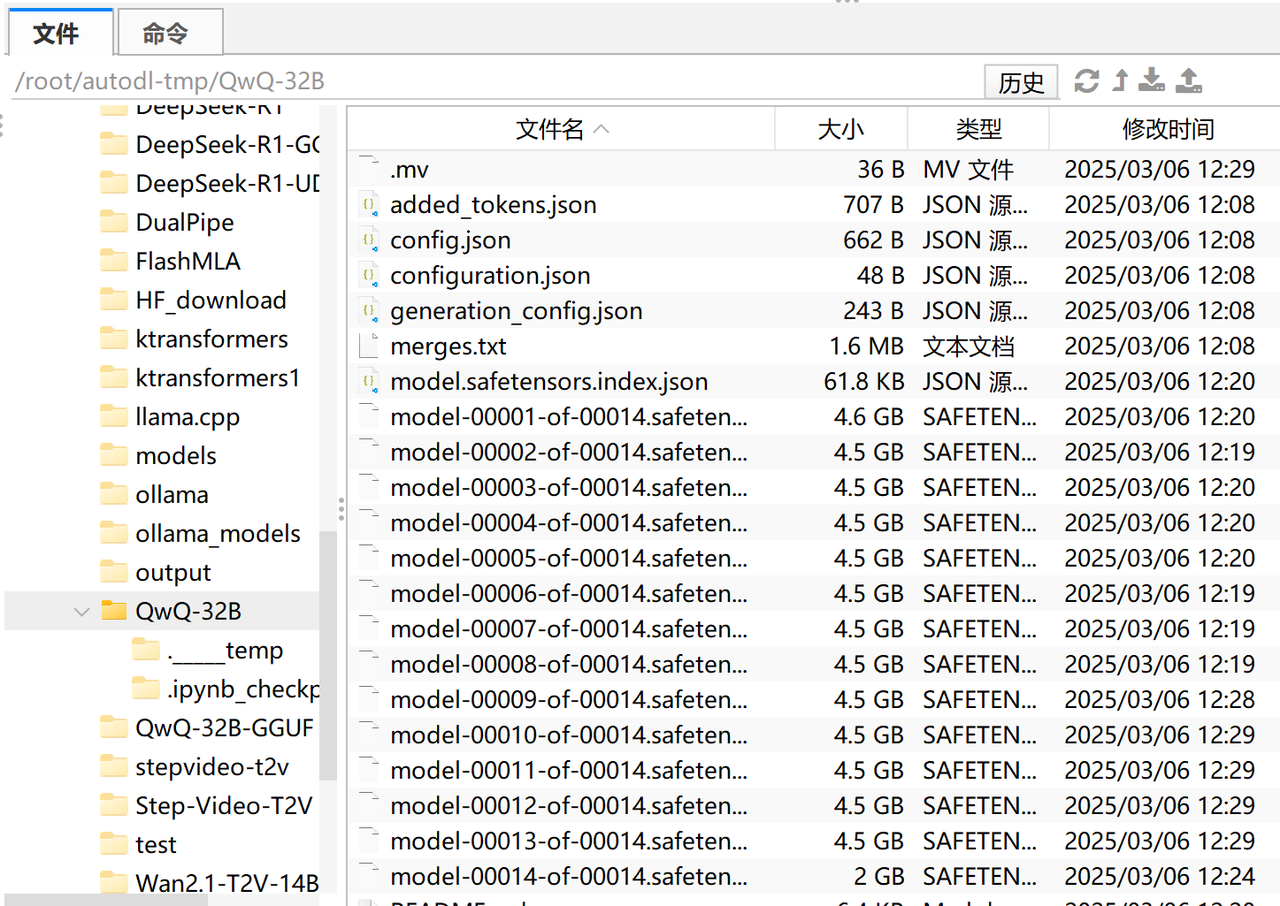 文件
命令
/root/autodl-tmp/QwQ-32B
历史
DeepSeek-R1
DeepSeek-R1-GG
DeepSeek-R1-UD
DualPipe
FlashMLA
HF_download
ktransformers
ktransformers1
llama.cpp
models
ollama
ollama_models
output
QwQ-32B
._____temp
.ipynb_checkp
QwQ-32B-GGUF
stepvideo-t2v
Step-Video-T2V
test
Wan2.1-T2V-14B
文件名 大小 类型 修改时间
.mv 36 B MV 文件 2025/03/06 12:29
added_tokens.json 707 B JSON 源... 2025/03/06 12:08
config.json 662 B JSON 源... 2025/03/06 12:08
configuration.json 48 B JSON 源... 2025/03/06 12:08
generation_config.json 243 B JSON 源... 2025/03/06 12:08
merges.txt 1.6 MB 文本文档 2025/03/06 12:08
model.safetensors.index.json 61.8 KB JSON 源... 2025/03/06 12:20
model-00001-of-00014.safeten... 4.6 GB SAFETEN... 2025/03/06 12:20
model-00002-of-00014.safeten... 4.5 GB SAFETEN... 2025/03/06 12:19
model-00003-of-00014.safeten... 4.5 GB SAFETEN... 2025/03/06 12:20
model-00004-of-00014.safeten... 4.5 GB SAFETEN... 2025/03/06 12:20
model-00005-of-00014.safeten... 4.5 GB SAFETEN... 2025/03/06 12:20
model-00006-of-00014.safeten... 4.5 GB SAFETEN... 2025/03/06 12:19
model-00007-of-00014.safeten... 4.5 GB SAFETEN... 2025/03/06 12:19
model-00008-of-00014.safeten... 4.5 GB SAFETEN... 2025/03/06 12:19
model-00009-of-00014.safeten... 4.5 GB SAFETEN... 2025/03/06 12:28
model-00010-of-00014.safeten... 4.5 GB SAFETEN... 2025/03/06 12:29
model-00011-of-00014.safeten... 4.5 GB SAFETEN... 2025/03/06 12:29
model-00012-of-00014.safeten... 4.5 GB SAFETEN... 2025/03/06 12:29
model-00013-of-00014.safeten... 4.5 GB SAFETEN... 2025/03/06 12:29
model-00014-of-00014.safeten... 2 GB SAFETEN... 2025/03/06 12:24